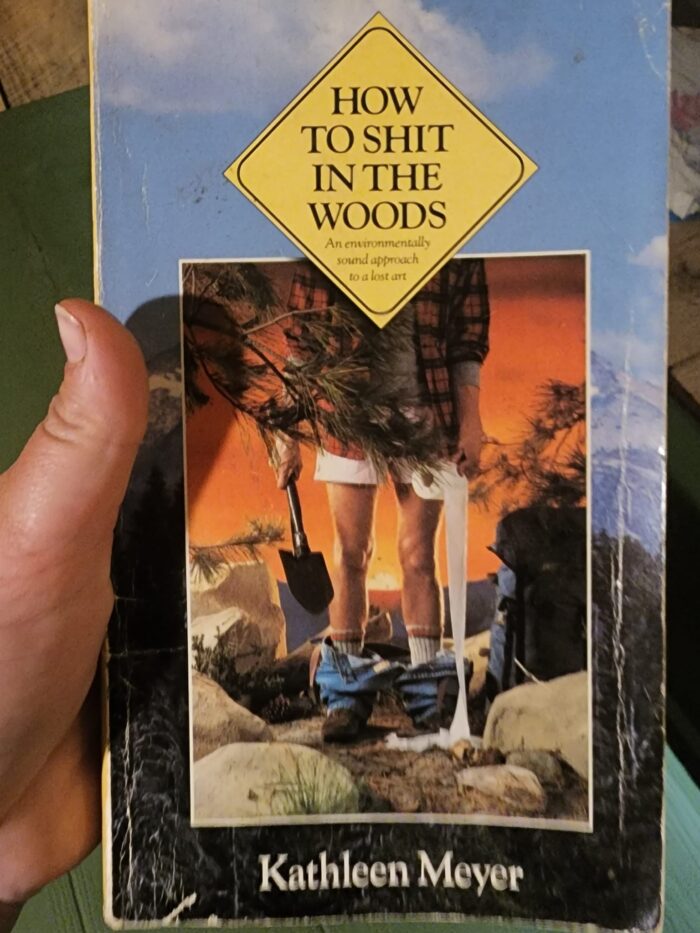 HOW
TO SHIT
IN THE
WOODS
An environmentally
sound approach
to a lost art
Kathleen Meyer